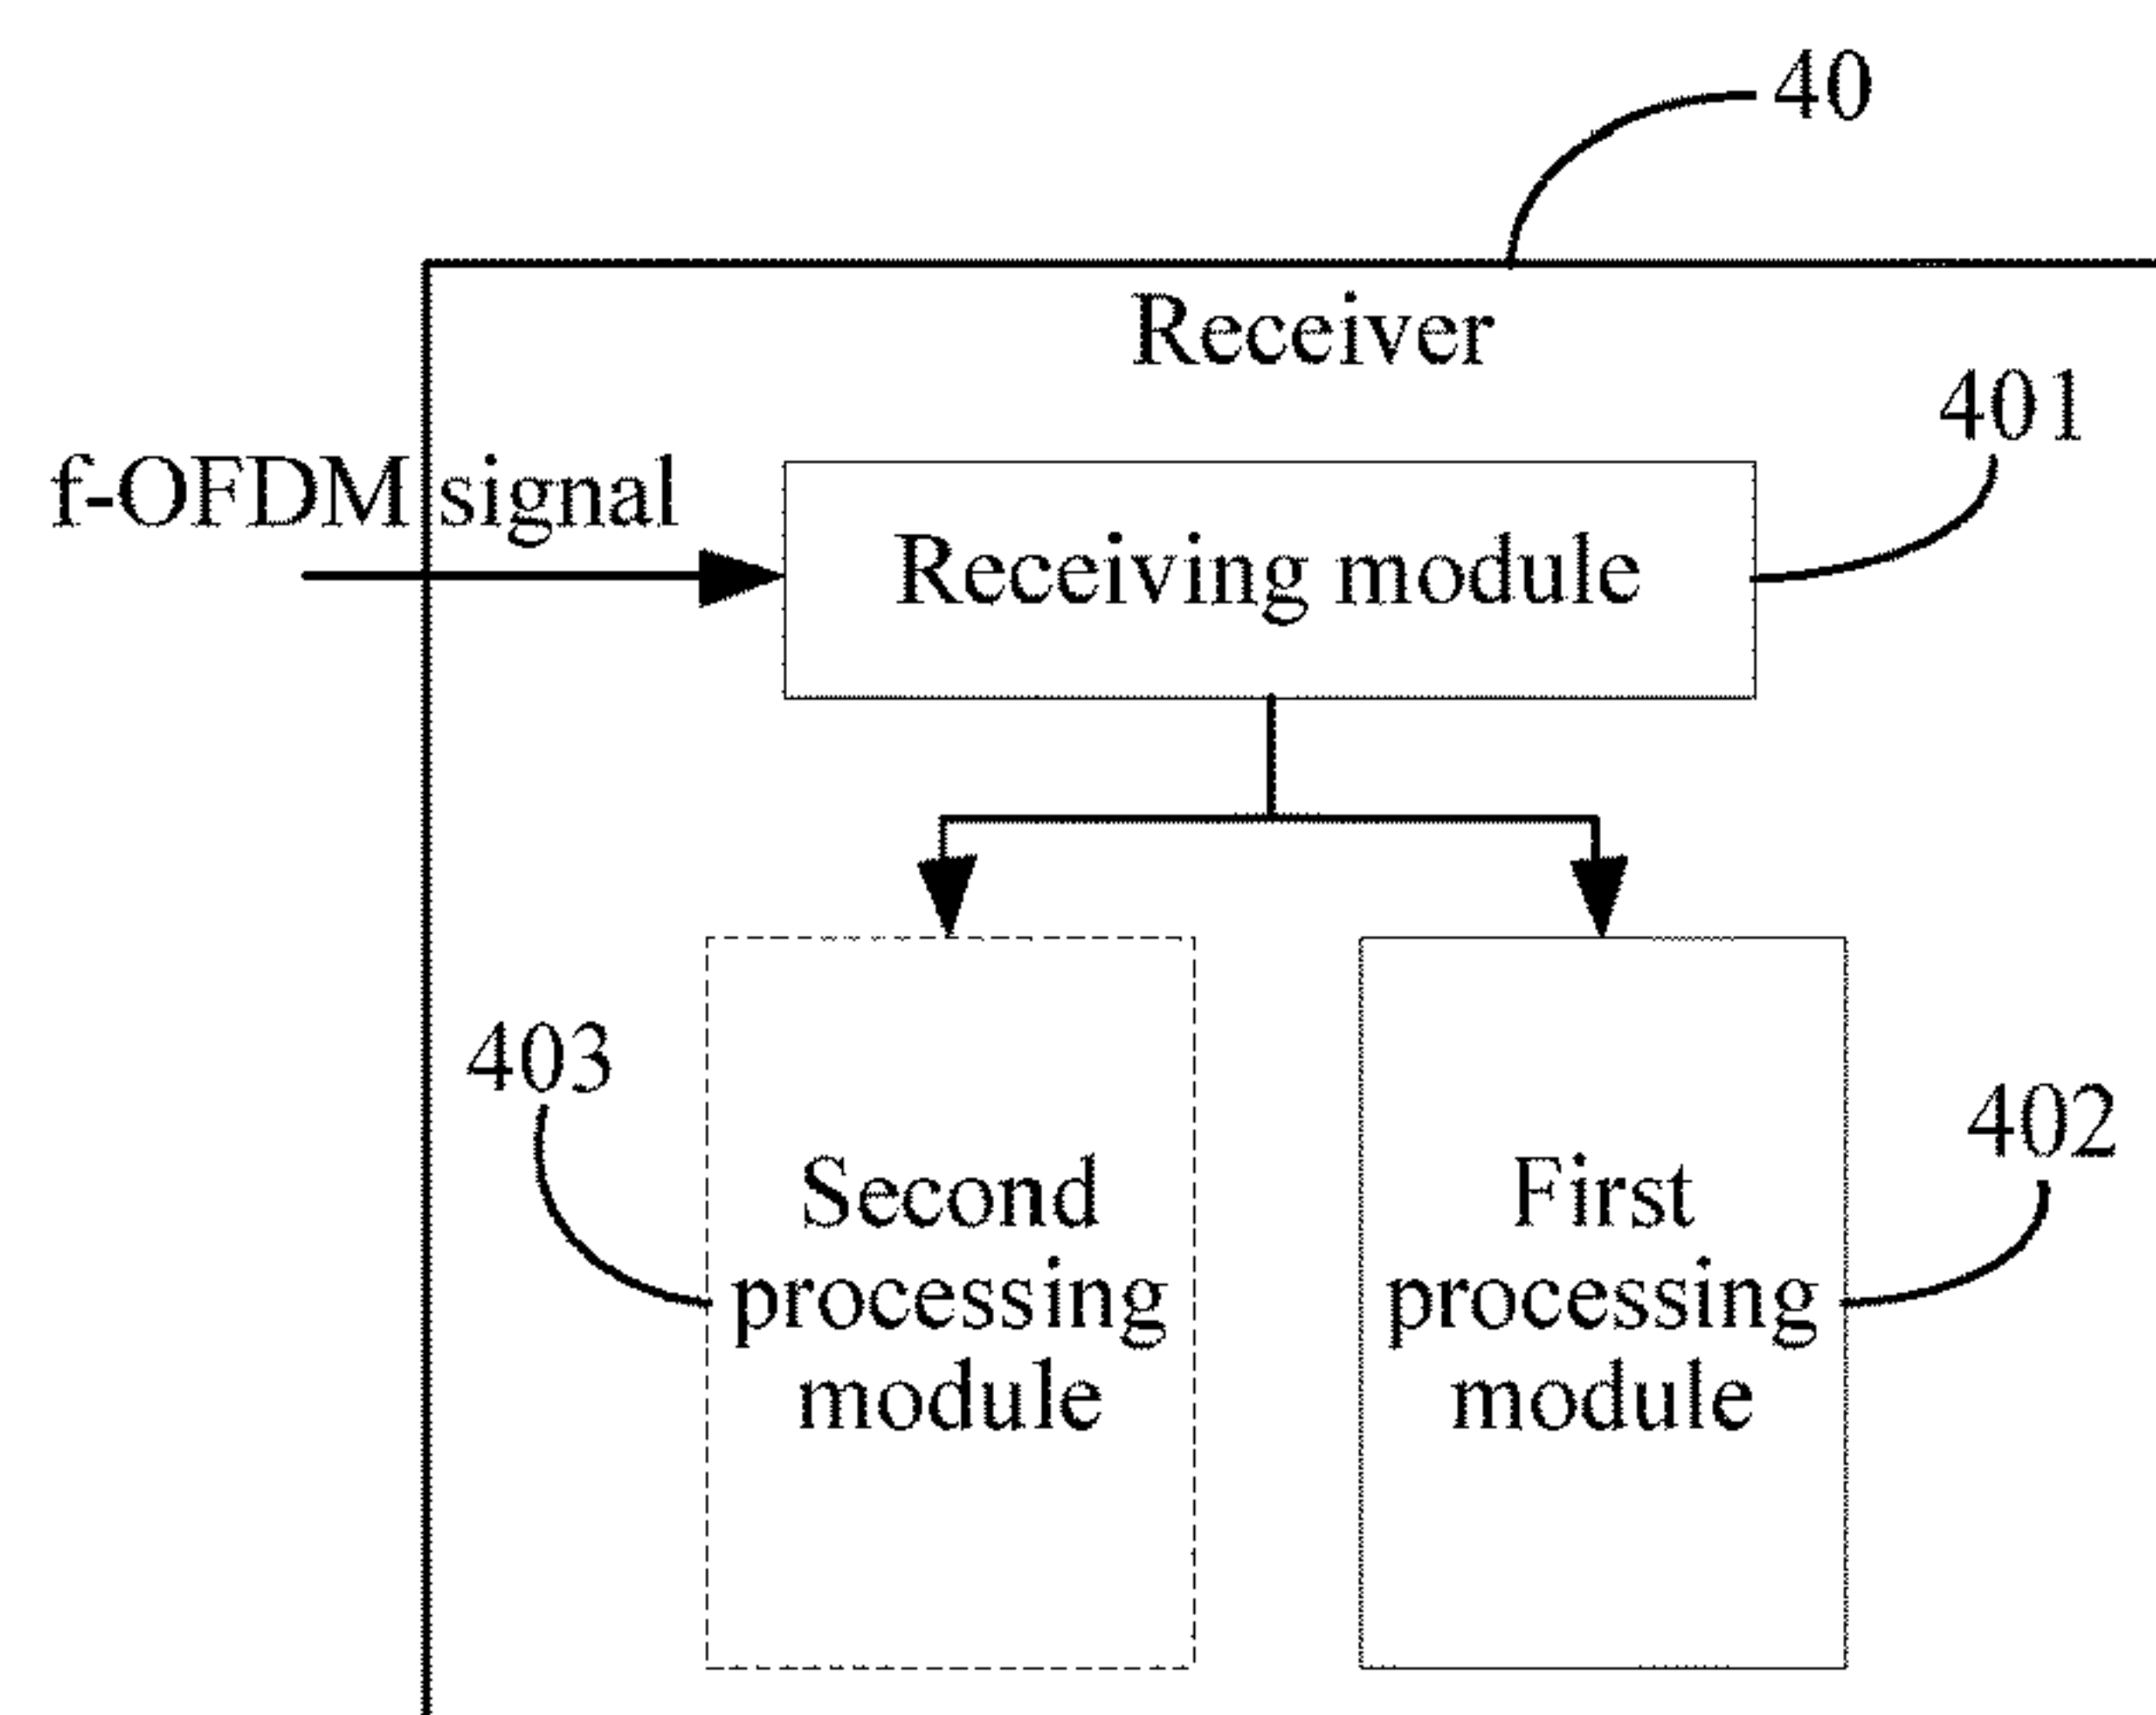 40
Receiver
401
f-OFDM signal
Receiving module
403
Second
processing
module
First
processing
module
402